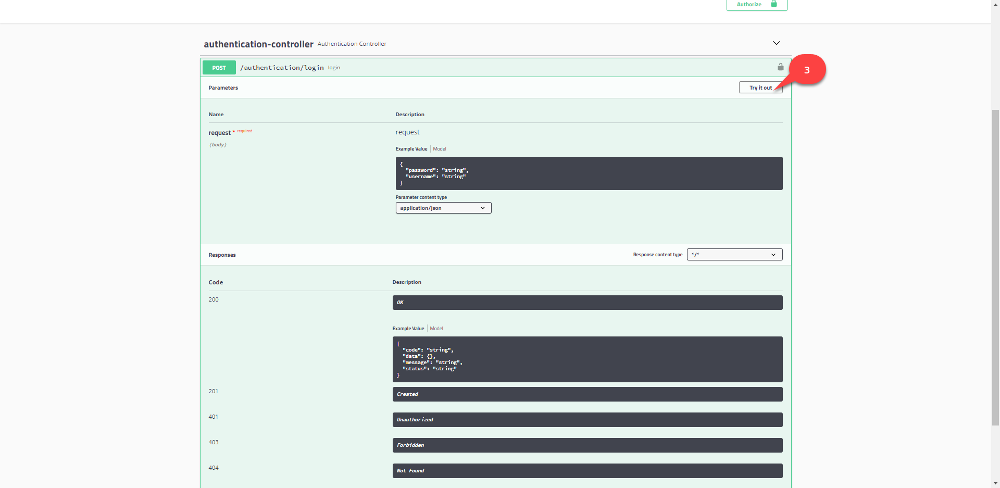 Authorize
authentication-controller Authentication Controller
POST /authentication/login login
3
Parameters
Try it out
Name Description
request * required
(body)
request
Example Value Model
{
  "password": "string",
  "username": "string"
}
Parameter content type
application/json
Responses
Response content type */*
Code Description
200
OK
Example Value Model
{
  "code": "string",
  "data": {},
  "message": "string",
  "status": "string"
}
201 Created
401 Unauthorized
403 Forbidden
404 Not Found